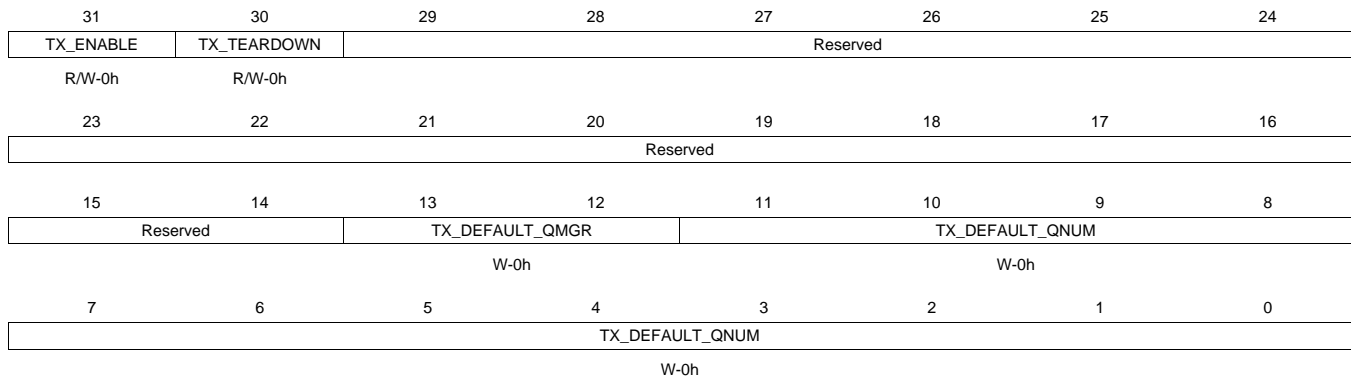 31 30 29 28 27 26 25 24
TX_ENABLE TX_TEARDOWN Reserved
R/W-0h R/W-0h
23 22 21 20 19 18 17 16
Reserved
15 14 13 12 11 10 9 8
Reserved TX_DEFAULT_QMGR TX_DEFAULT_QNUM
W-0h W-0h
7 6 5 4 3 2 1 0
TX_DEFAULT_QNUM
W-0h